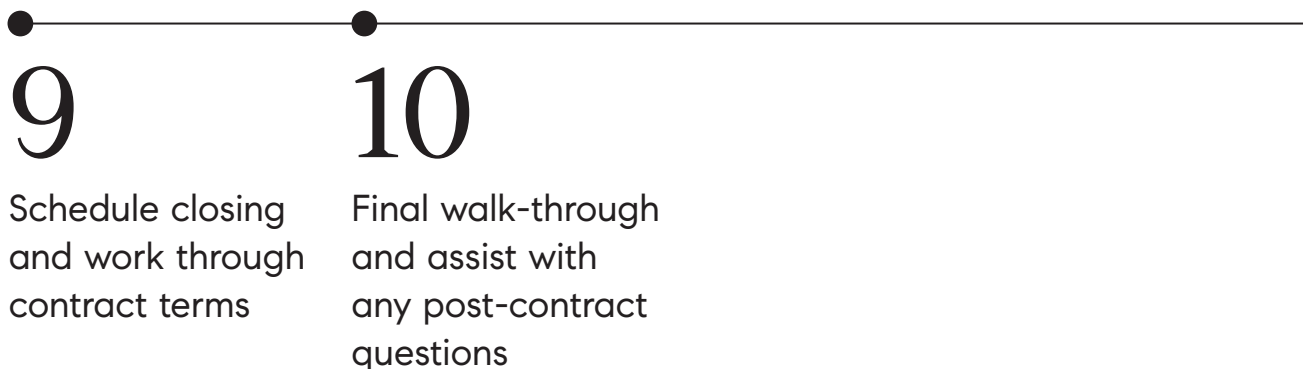 9
Schedule closing
and work through
contract terms
10
Final walk-through
and assist with
any post-contract
questions